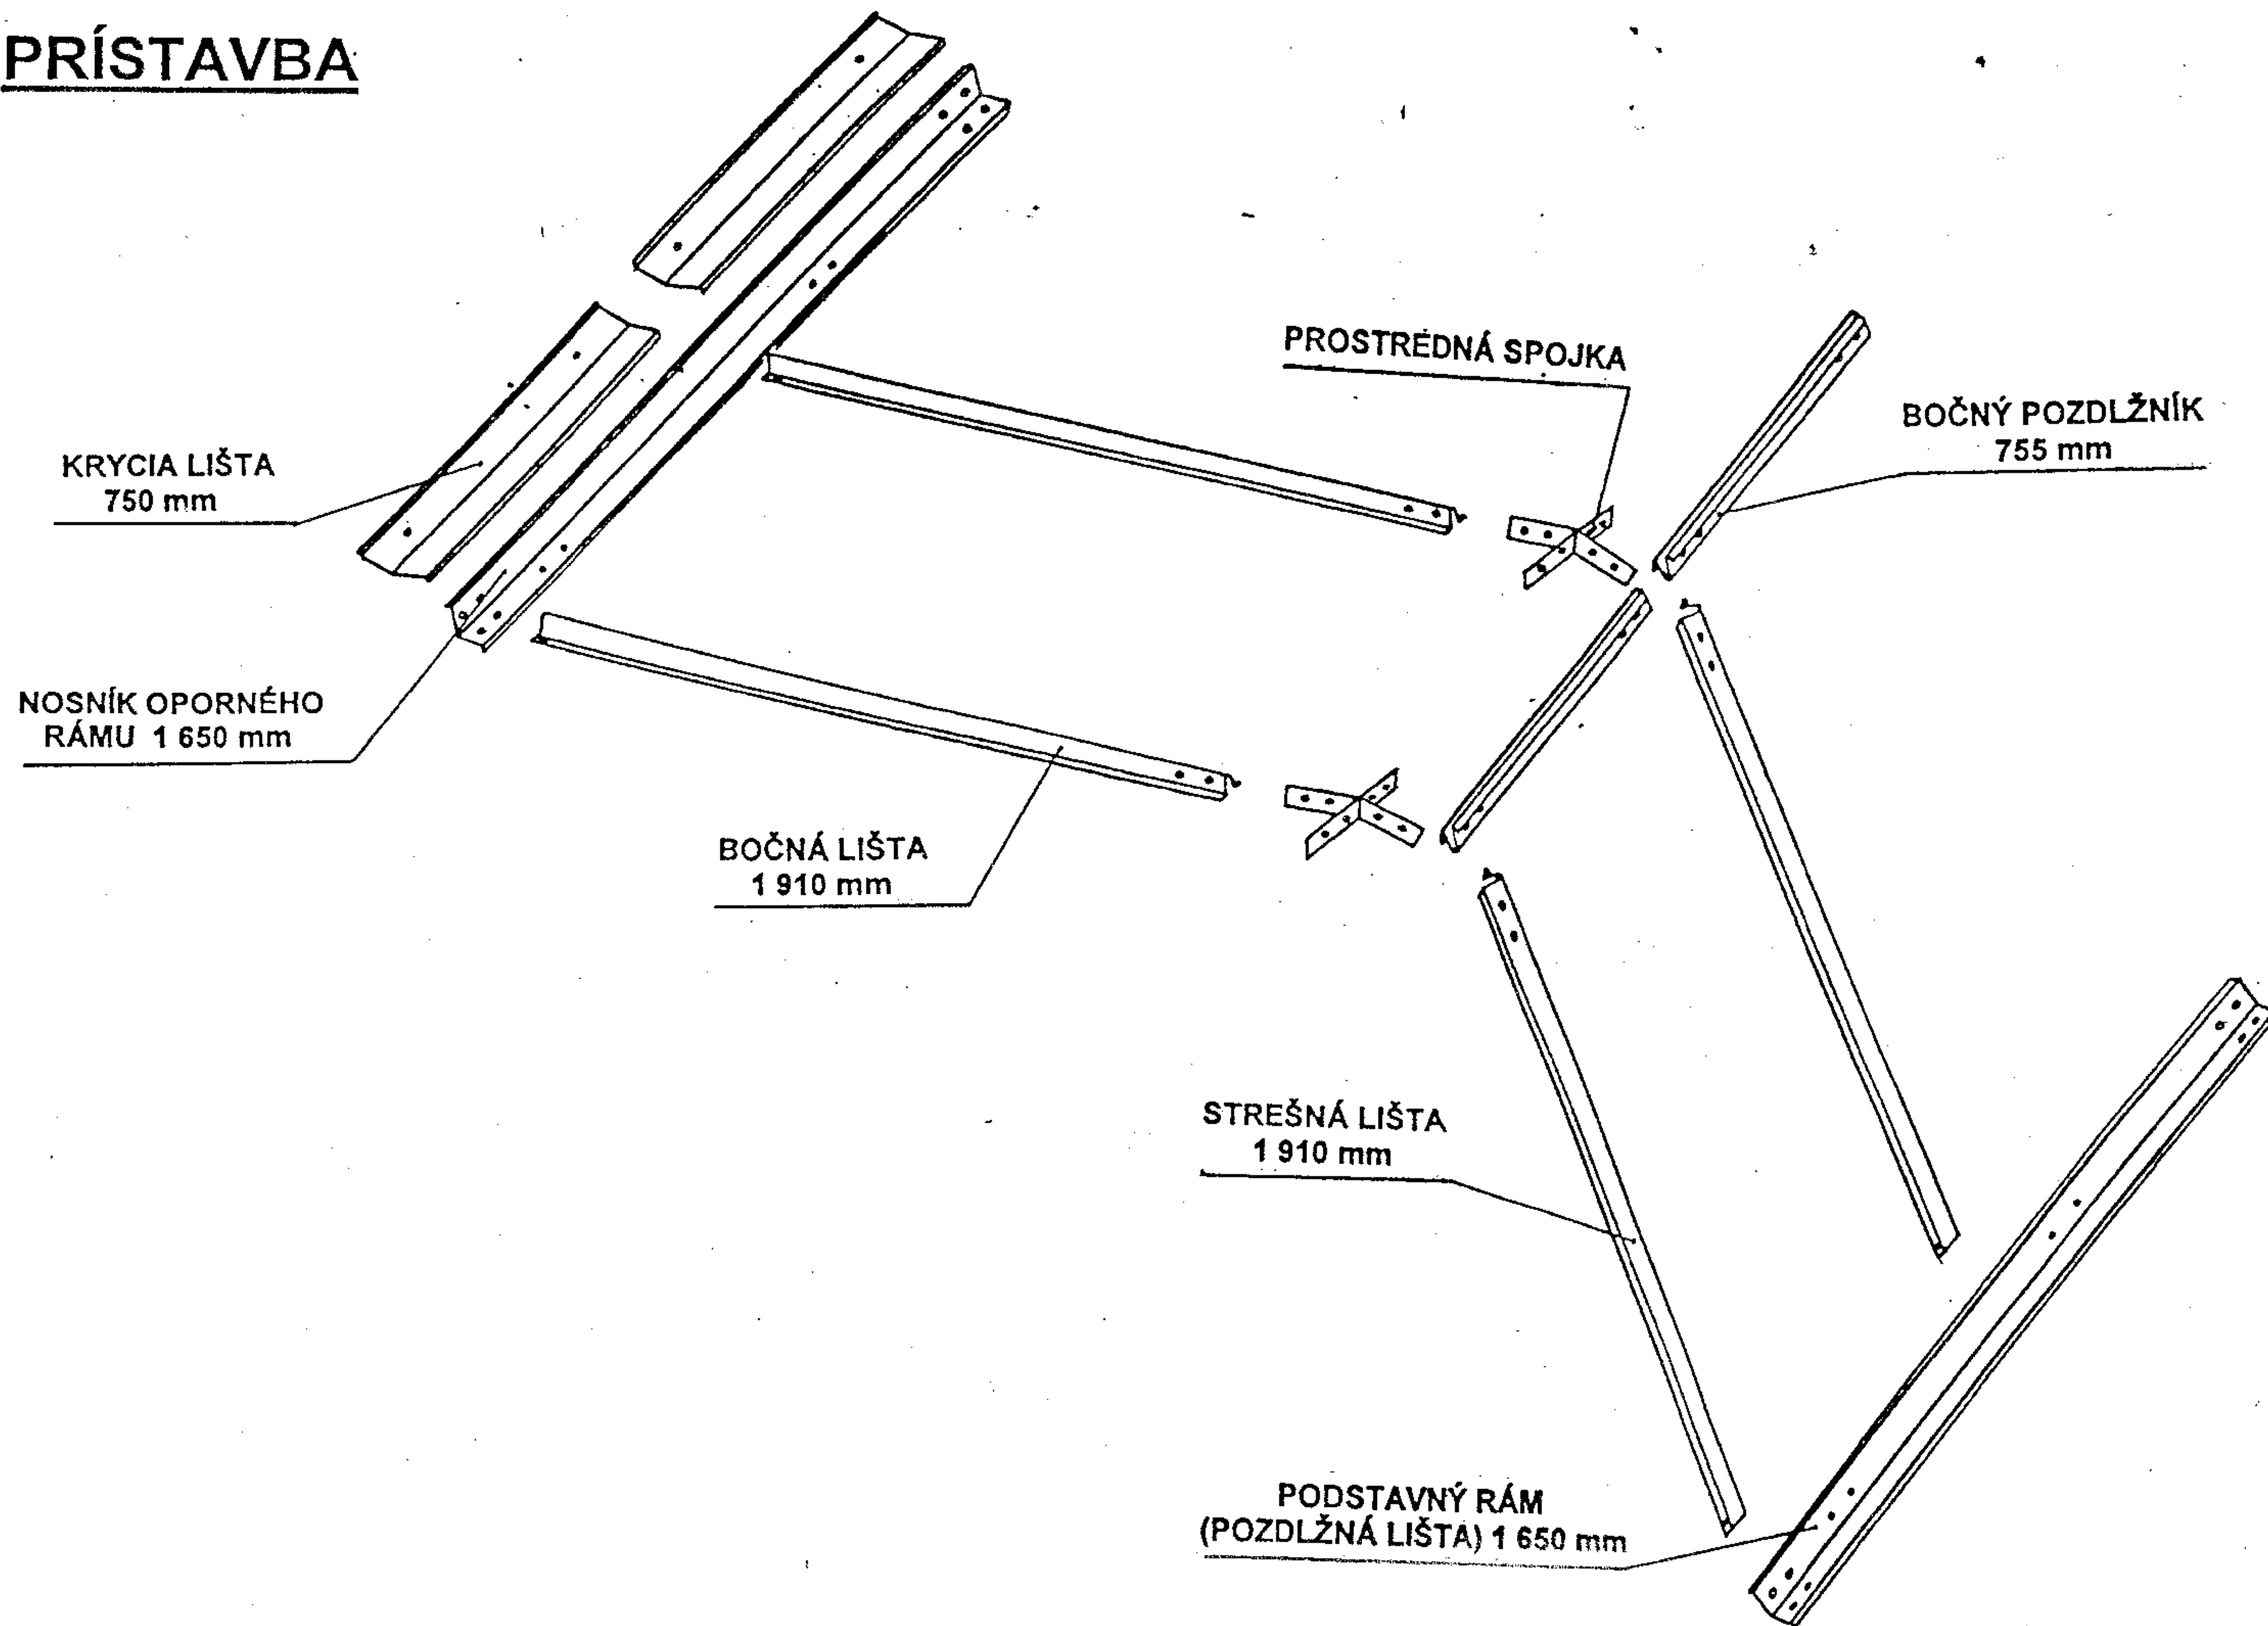 PRÍSTAVBA
PROSTREDNÁ SPOJKA
BOČNÝ POZDLŽNÍK
755 mm
KRYCIA LIŠTA
750 mm
NOSNÍK OPORNÉHO
RÁMU 1 650 mm
BOČNÁ LIŠTA
1 910 mm
STREŠNÁ LIŠTA
1 910 mm
PODSTAVNÝ RÁM
(POZDLŽNÁ LIŠTA) 1 650 mm